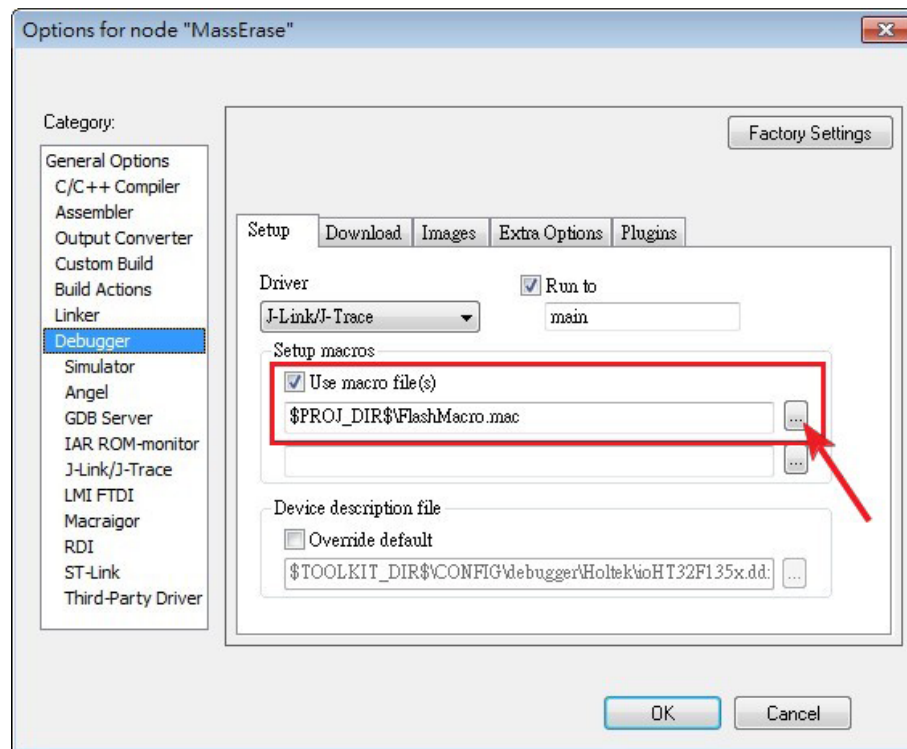 Options for node "MassErase"
Category:
General Options
C/C++ Compiler
Assembler
Output Converter
Custom Build
Build Actions
Linker
Debugger
Simulator
Angel
GDB Server
IAR ROM-monitor
J-Link/J-Trace
LMI FTDI
Macraigor
RDI
ST-Link
Third-Party Driver
Factory Settings
Setup Download Images Extra Options Plugins
Driver
Run to
J-Link/J-Trace
main
Setup macros
Use macro file(s)
$PROJ_DIR$\FlashMacro.mac
...
...
Device description file
Override default
$TOOLKIT_DIR$\CONFIG\debugger\Holtek\ioHT32F135x.dd
...
OK Cancel